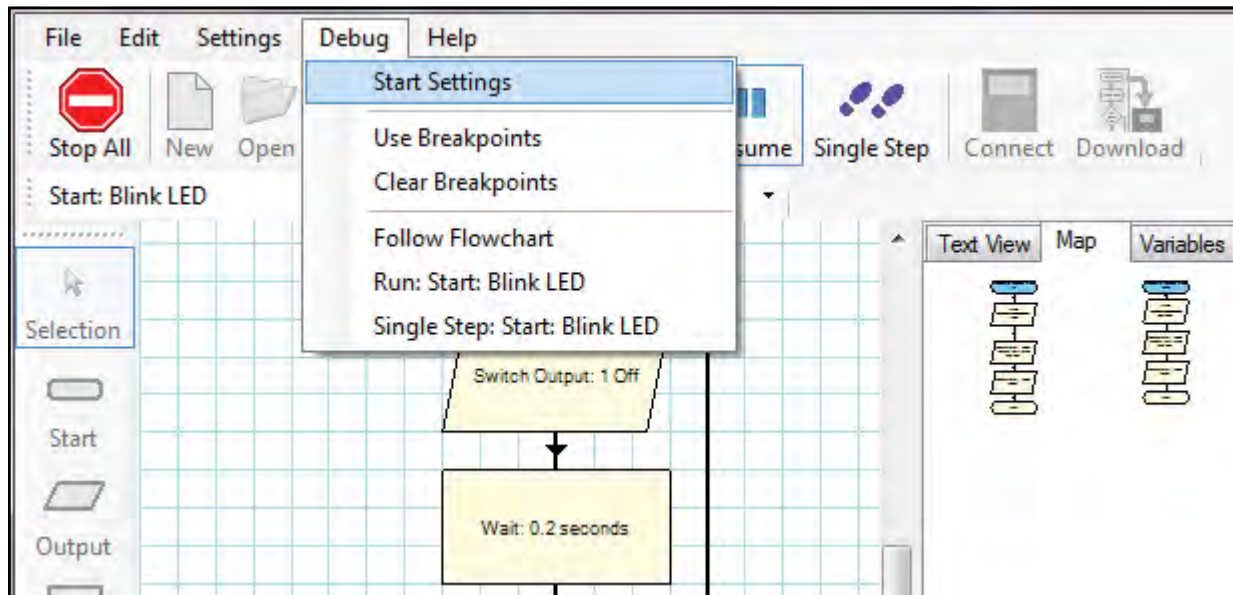 File Edit Settings Debug Help
Start Settings
Use Breakpoints
Clear Breakpoints
Follow Flowchart
Run: Start: Blink LED
Single Step: Start: Blink LED
Stop All New Open sume Single Step Connect Download
Start: Blink LED
Text View Map Variables
Selection
Start
Output
Switch Output: 1 Off
Wait: 0.2 seconds